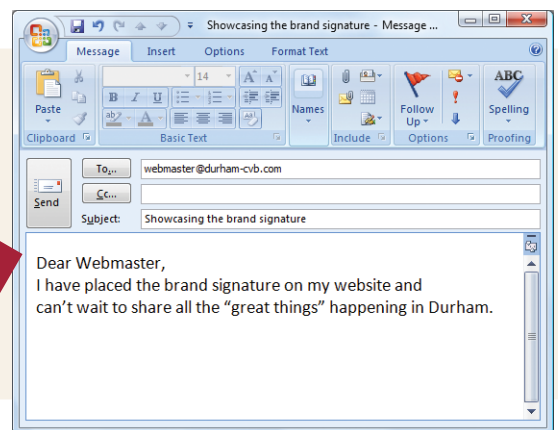 Showcasing the brand signature - Message ...
Message Insert Options Format Text
14 A A
Paste B I U ab A Names Follow Up ABC Spelling
Clipboard Basic Text Include Options Proofing
Send
To... webmaster@durham-cvb.com
Cc...
Subject: Showcasing the brand signature
Dear Webmaster,
I have placed the brand signature on my website and
can't wait to share all the “great things” happening in Durham.